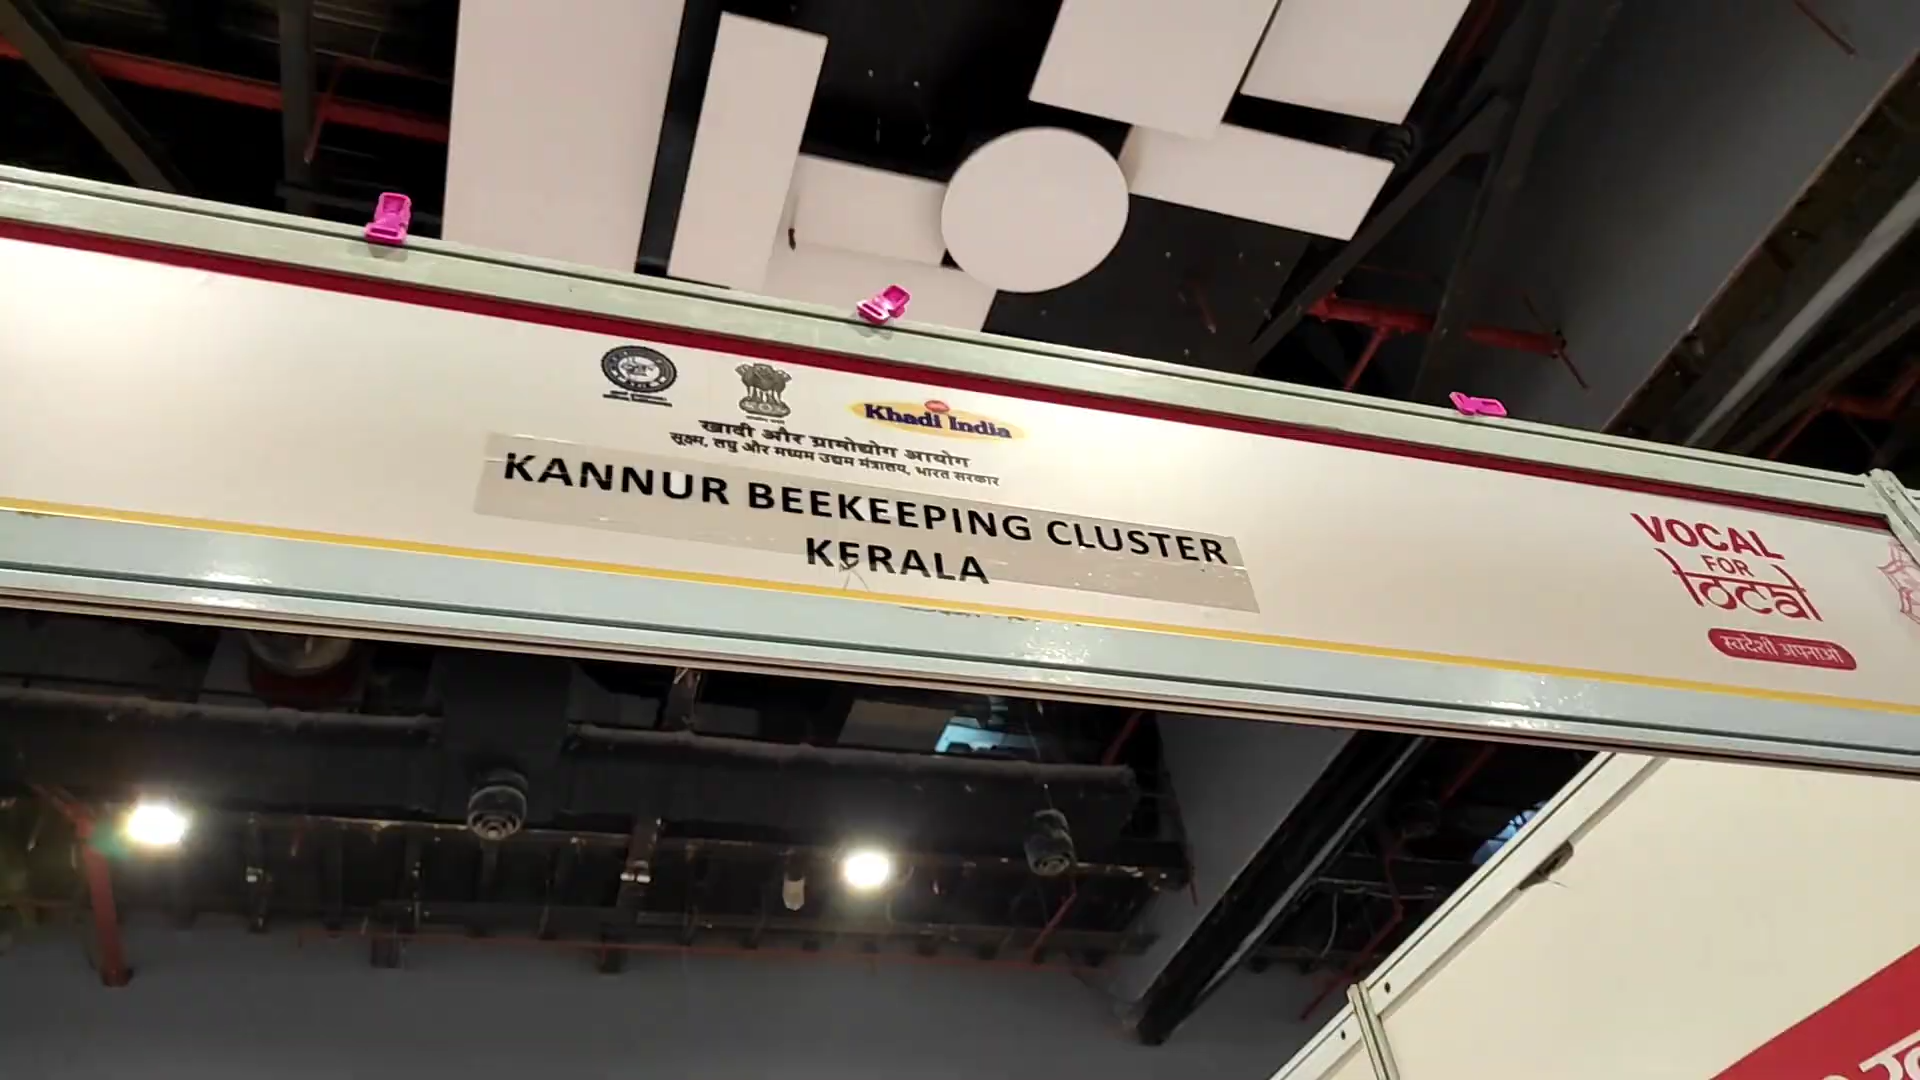 Khadi India
खादी और ग्रामोद्योग आयोग
सूक्ष्म, लघु और मध्यम उद्यम मंत्रालय, भारत सरकार
KANNUR BEEKEEPING CLUSTER
KERALA
VOCAL
FOR
local
स्वदेशी अपनाओ